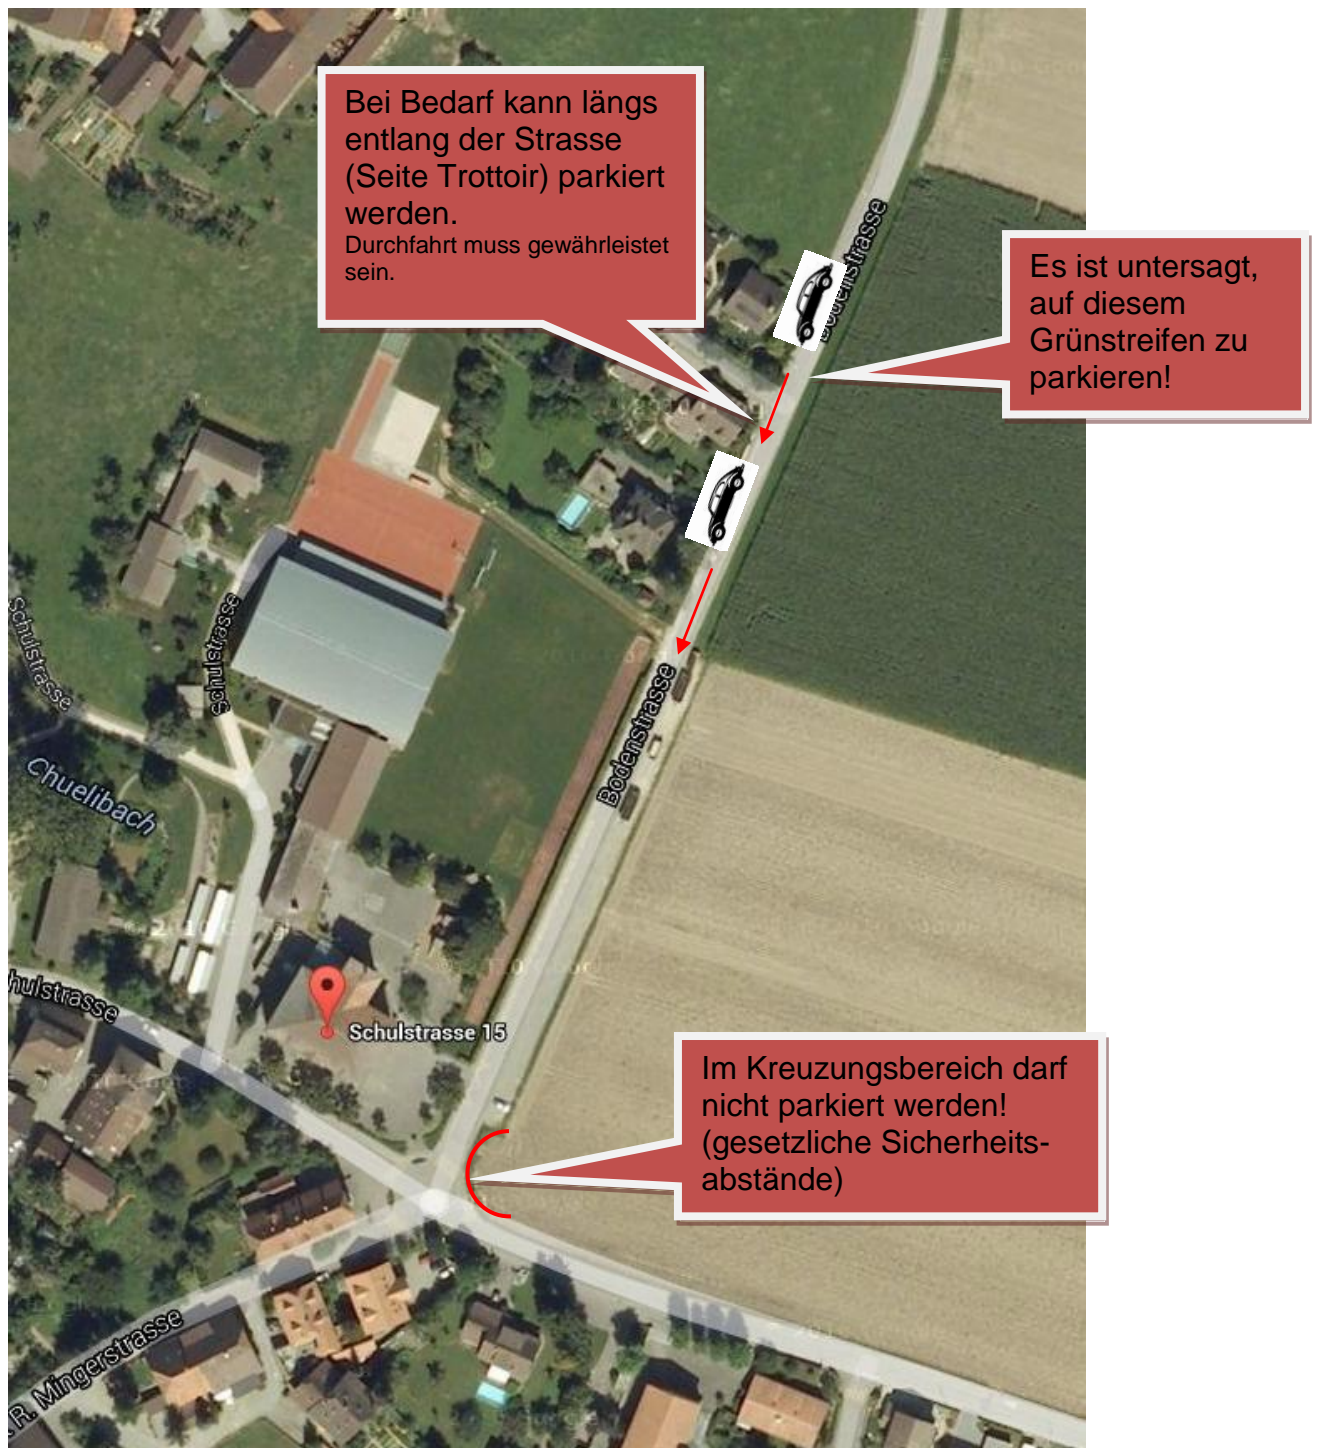 Bei Bedarf kann längs
entlang der Strasse
(Seite Trottoir) parkiert
werden.
Durchfahrt muss gewährleistet
sein.
Bodenstrasse
Es ist untersagt,
auf diesem
Grünstreifen zu
parkieren!
Schulstrasse
Schulstrasse
Bodenstrasse
Chuelibach
hulstrasse
Schulstrasse 15
Im Kreuzungsbereich darf
nicht parkiert werden!
(gesetzliche Sicherheits-
abstände)
R. Mingerstrasse